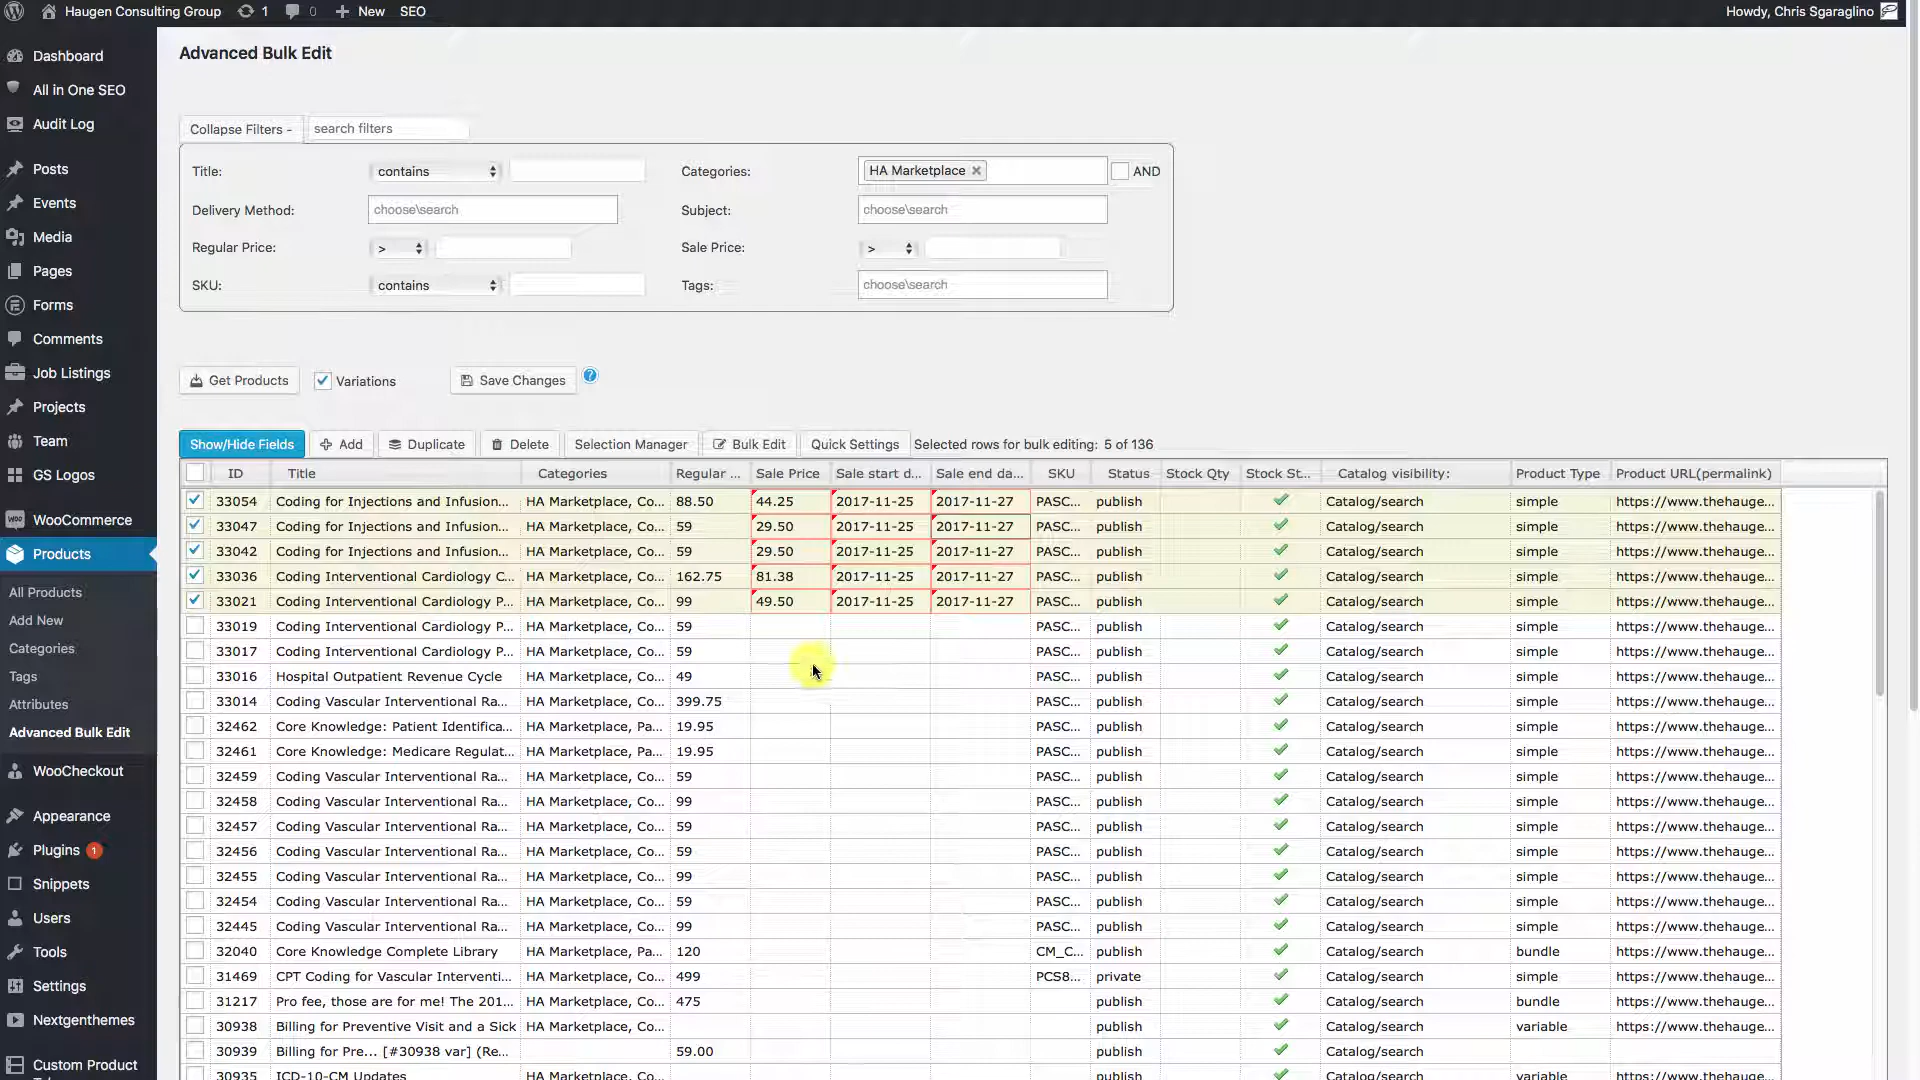 Haugen Consulting Group 1 0 New SEO Howdy, Chris Sgaraglino
Dashboard
All in One SEO
Audit Log
Posts
Events
Media
Pages
Forms
Comments
Job Listings
Projects
Team
GS Logos
WooCommerce
Products
All Products
Add New
Categories
Tags
Attributes
Advanced Bulk Edit
WooCheckout
Appearance
Plugins 1
Snippets
Users
Tools
Settings
Nextgenthemes
Custom Product
Advanced Bulk Edit
Collapse Filters - search filters
Title: contains Categories: HA Marketplace × AND
Delivery Method: choose\search Subject: choose\search
Regular Price: > Sale Price: >
SKU: contains Tags: choose\search
Get Products Variations Save Changes ?
Show/Hide Fields Add Duplicate Delete Selection Manager Bulk Edit Quick Settings Selected rows for bulk editing: 5 of 136
ID Title Categories Regular ... Sale Price Sale start d... Sale end da... SKU Status Stock Qty Stock St... Catalog visibility: Product Type Product URL(permalink)
33054 Coding for Injections and Infusion... HA Marketplace, Co... 88.50 44.25 2017-11-25 2017-11-27 PASC... publish Catalog/search simple https://www.thehauge...
33047 Coding for Injections and Infusion... HA Marketplace, Co... 59 29.50 2017-11-25 2017-11-27 PASC... publish Catalog/search simple https://www.thehauge...
33042 Coding for Injections and Infusion... HA Marketplace, Co... 59 29.50 2017-11-25 2017-11-27 PASC... publish Catalog/search simple https://www.thehauge...
33036 Coding Interventional Cardiology C... HA Marketplace, Co... 162.75 81.38 2017-11-25 2017-11-27 PASC... publish Catalog/search simple https://www.thehauge...
33021 Coding Interventional Cardiology P... HA Marketplace, Co... 99 49.50 2017-11-25 2017-11-27 PASC... publish Catalog/search simple https://www.thehauge...
33019 Coding Interventional Cardiology P... HA Marketplace, Co... 59 PASC... publish Catalog/search simple https://www.thehauge...
33017 Coding Interventional Cardiology P... HA Marketplace, Co... 59 PASC... publish Catalog/search simple https://www.thehauge...
33016 Hospital Outpatient Revenue Cycle HA Marketplace, Co... 49 PASC... publish Catalog/search simple https://www.thehauge...
33014 Coding Vascular Interventional Ra... HA Marketplace, Co... 399.75 PASC... publish Catalog/search simple https://www.thehauge...
32462 Core Knowledge: Patient Identifica... HA Marketplace, Pa... 19.95 PASC... publish Catalog/search simple https://www.thehauge...
32461 Core Knowledge: Medicare Regulat... HA Marketplace, Pa... 19.95 PASC... publish Catalog/search simple https://www.thehauge...
32459 Coding Vascular Interventional Ra... HA Marketplace, Co... 59 PASC... publish Catalog/search simple https://www.thehauge...
32458 Coding Vascular Interventional Ra... HA Marketplace, Co... 99 PASC... publish Catalog/search simple https://www.thehauge...
32457 Coding Vascular Interventional Ra... HA Marketplace, Co... 59 PASC... publish Catalog/search simple https://www.thehauge...
32456 Coding Vascular Interventional Ra... HA Marketplace, Co... 59 PASC... publish Catalog/search simple https://www.thehauge...
32455 Coding Vascular Interventional Ra... HA Marketplace, Co... 99 PASC... publish Catalog/search simple https://www.thehauge...
32454 Coding Vascular Interventional Ra... HA Marketplace, Co... 59 PASC... publish Catalog/search simple https://www.thehauge...
32445 Coding Vascular Interventional Ra... HA Marketplace, Co... 99 PASC... publish Catalog/search simple https://www.thehauge...
32040 Core Knowledge Complete Library HA Marketplace, Pa... 120 CM_C... publish Catalog/search bundle https://www.thehauge...
31469 CPT Coding for Vascular Interventi... HA Marketplace, Co... 499 PCS8... private Catalog/search simple https://www.thehauge...
31217 Pro fee, those are for me! The 201... HA Marketplace, Co... 475 publish Catalog/search bundle https://www.thehauge...
30938 Billing for Preventive Visit and a Sick HA Marketplace, Co... publish Catalog/search variable https://www.thehauge...
30939 Billing for Pre... [#30938 var] (Re... 59.00 publish Catalog/search
30935 ICD-10-CM Updates HA Marketplace, Co... publish Catalog/search variable https://www.thehauge...